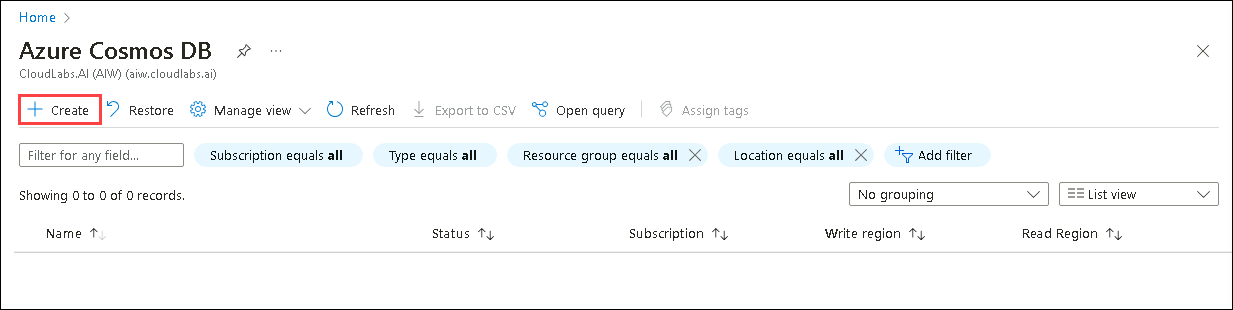 Home
Azure Cosmos DB
CloudLabs.AI (AIW) (aiw.cloudlabs.ai)
Create Restore Manage view Refresh Export to CSV Open query Assign tags
Filter for any field... Subscription equals all Type equals all Resource group equals all Location equals all Add filter
Showing 0 to 0 of 0 records. No grouping List view
Name Status Subscription Write region Read Region